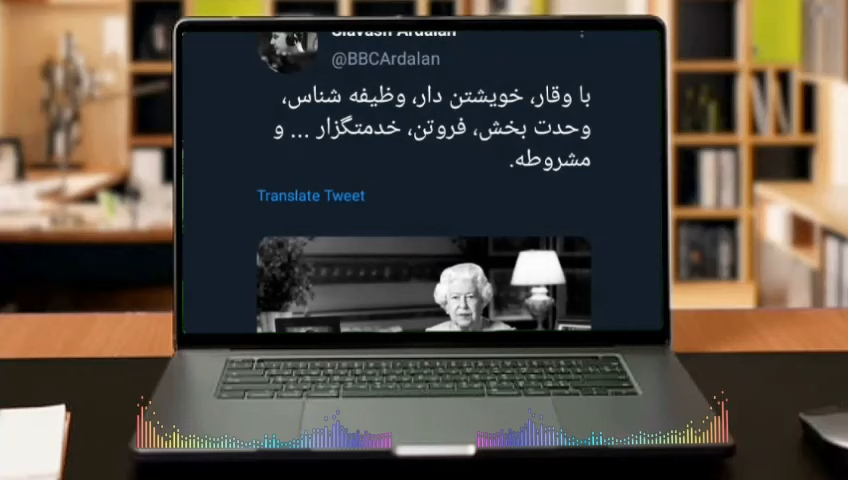 Siavash Ardalan
@BBCArdalan
با وقار، خویشتن دار، وظیفه شناس،
وحدت بخش، فروتن، خدمتگزار ... و
مشروطه.
Translate Tweet